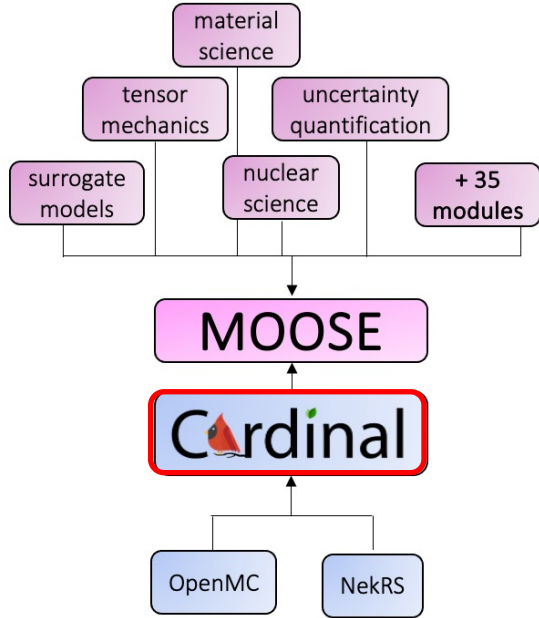 material
science
tensor
mechanics
uncertainty
quantification
surrogate
models
nuclear
science
+ 35
modules
MOOSE
Cardinal
OpenMC
NekRS